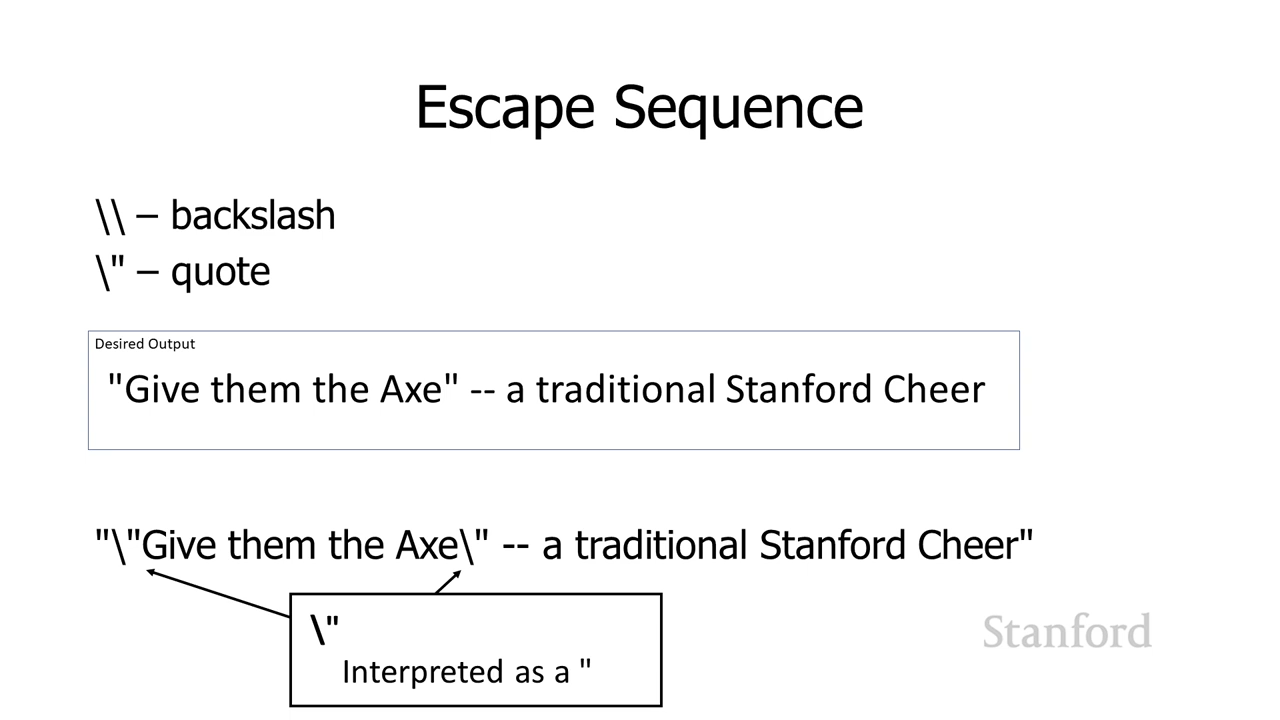 Escape Sequence
\\ – backslash
\" – quote
Desired Output
"Give them the Axe" -- a traditional Stanford Cheer
"\"Give them the Axe\" -- a traditional Stanford Cheer"
\"
Interpreted as a "
Stanford